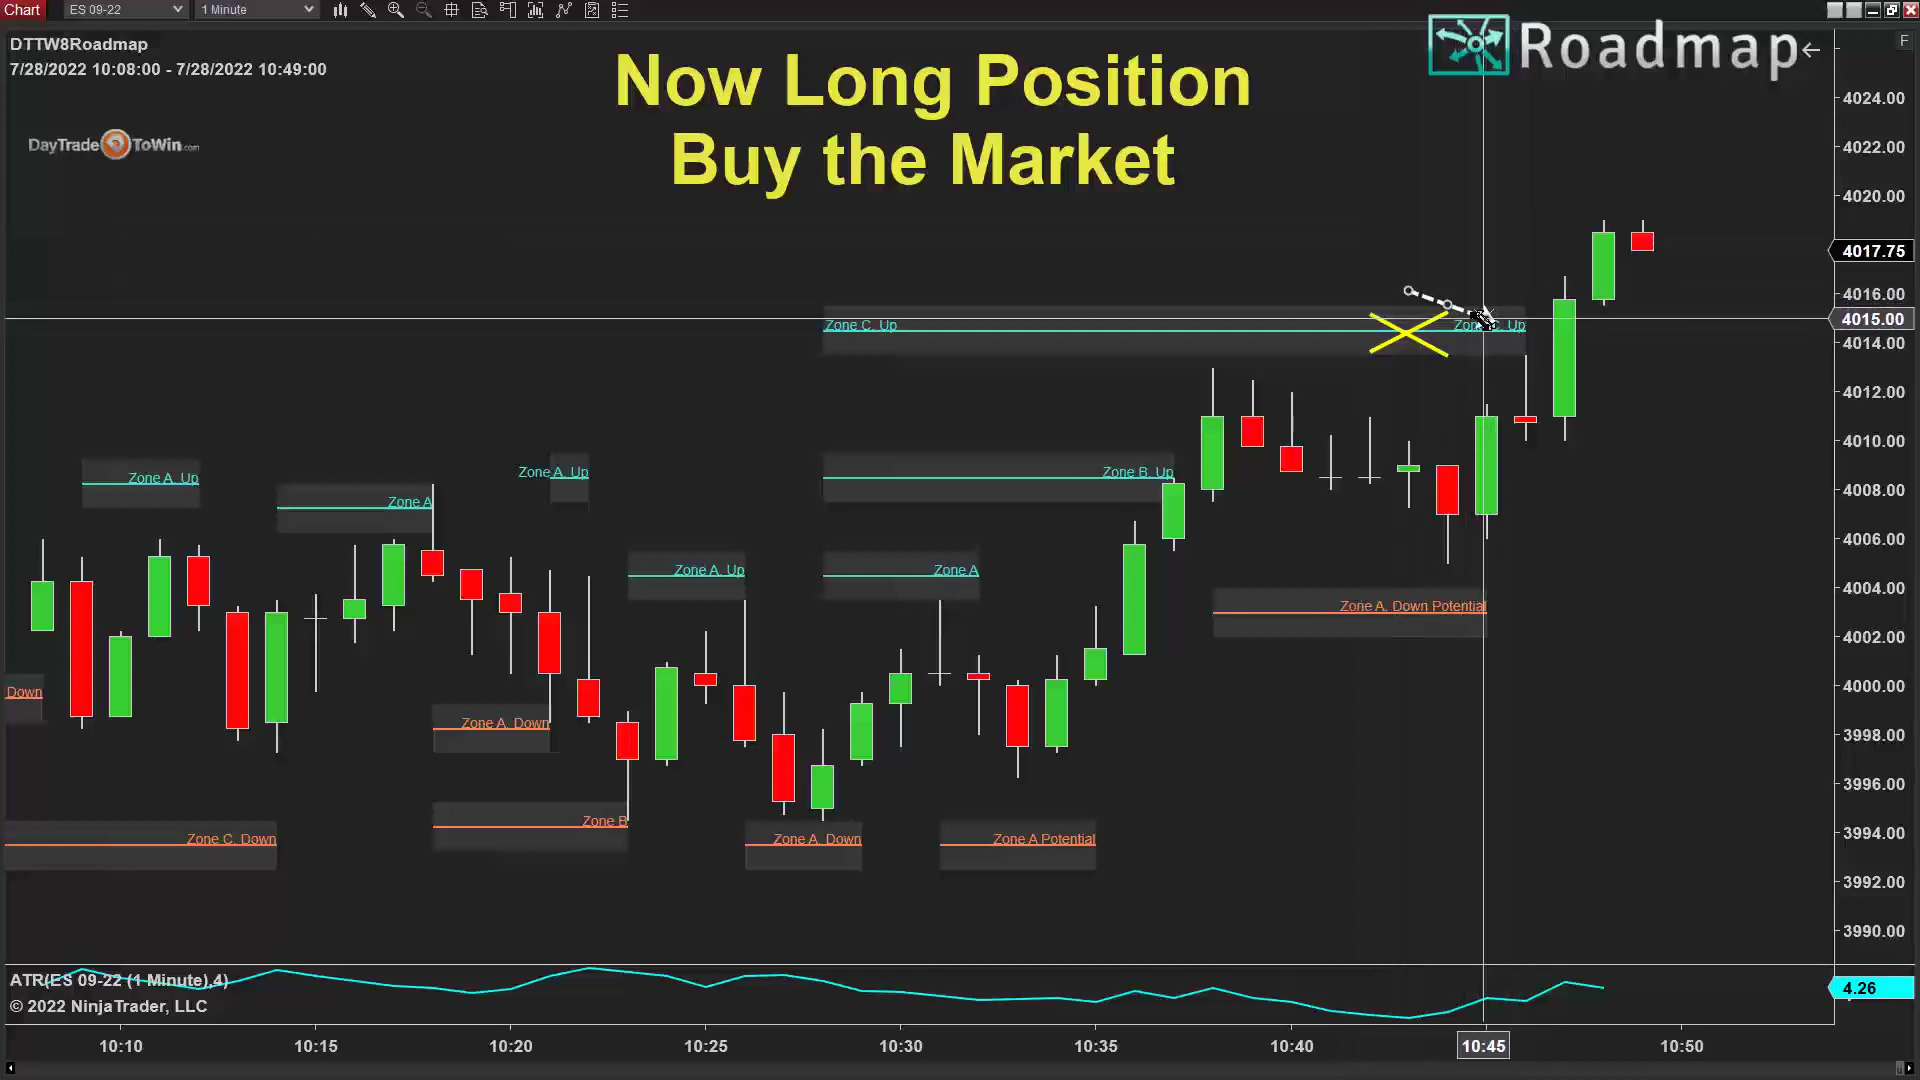 Chart ES 09-22 1 Minute
DTTW8Roadmap
7/28/2022 10:08:00 - 7/28/2022 10:49:00
Now Long Position
Buy the Market
Roadmap
F
DayTradeToWin.com
4024.00
4022.00
4020.00
4017.75
4016.00
4015.00
4014.00
4012.00
4010.00
4008.00
4006.00
4004.00
4002.00
4000.00
3998.00
3996.00
3994.00
3992.00
3990.00
Zone C. Up
Zone A. Up
Zone A
Zone A. Up
Zone B. Up
Zone A. Up
Zone A
Zone A. Down Potential
Down
Zone A. Down
Zone B
Zone C. Down
Zone A. Down
Zone A Potential
ATR(ES 09-22 (1 Minute),4)
4.26
© 2022 NinjaTrader, LLC
10:10 10:15 10:20 10:25 10:30 10:35 10:40 10:45 10:50